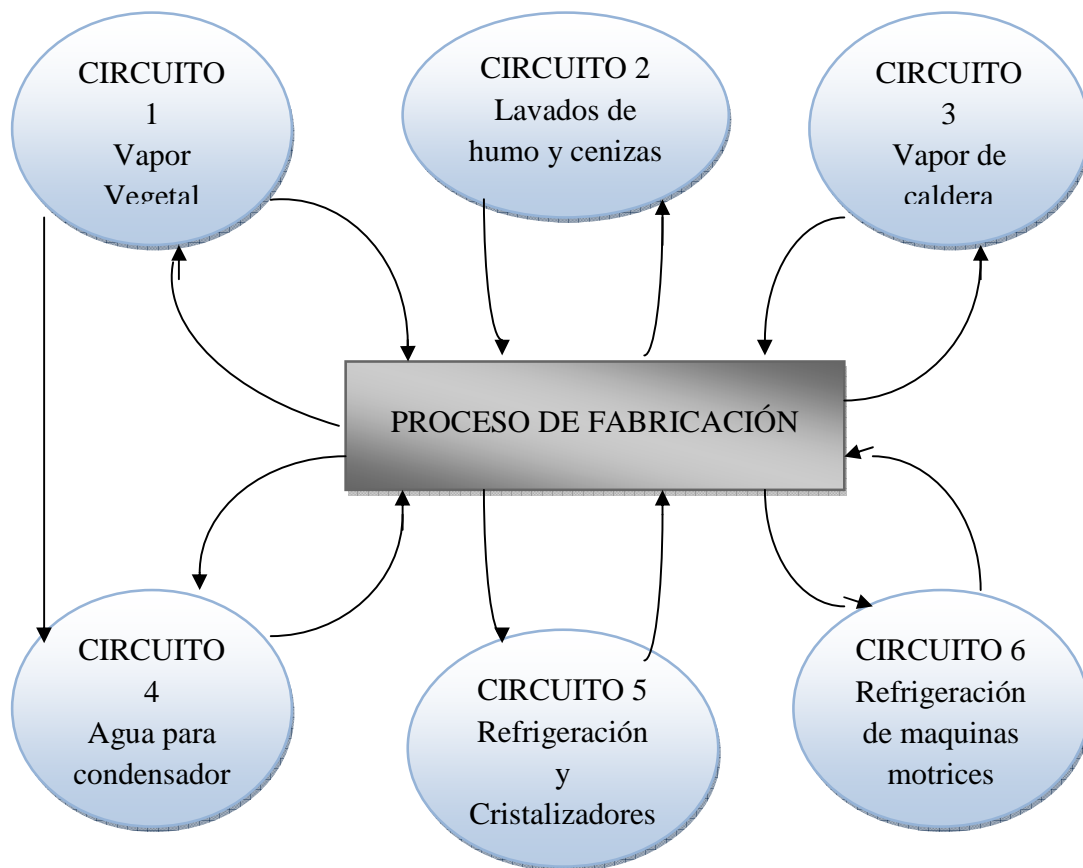 CIRCUITO
1
Vapor
Vegetal
CIRCUITO 2
Lavados de
humo y cenizas
CIRCUITO
3
Vapor de
caldera
PROCESO DE FABRICACIÓN
CIRCUITO
4
Agua para
condensador
CIRCUITO 5
Refrigeración
y
Cristalizadores
CIRCUITO 6
Refrigeración
de maquinas
motrices